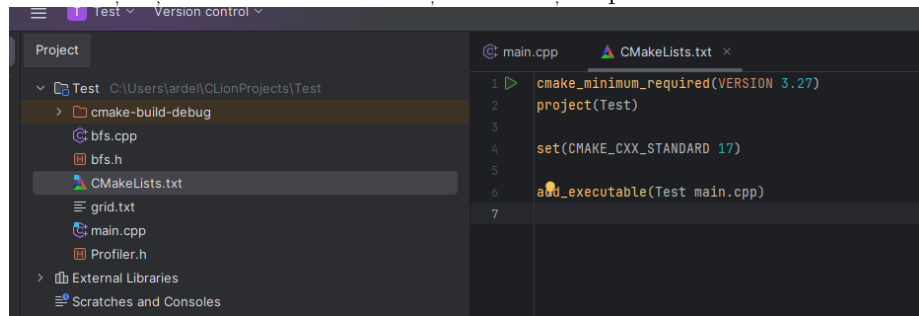 T Test Version control
Project
main.cpp CMakeLists.txt
Test C:\Users\ardel\CLionProjects\Test
cmake-build-debug
bfs.cpp
H bfs.h
CMakeLists.txt
grid.txt
main.cpp
H Profiler.h
External Libraries
Scratches and Consoles
1 cmake_minimum_required(VERSION 3.27)
2 project(Test)
3
4 set(CMAKE_CXX_STANDARD 17)
5
6 add_executable(Test main.cpp)
7